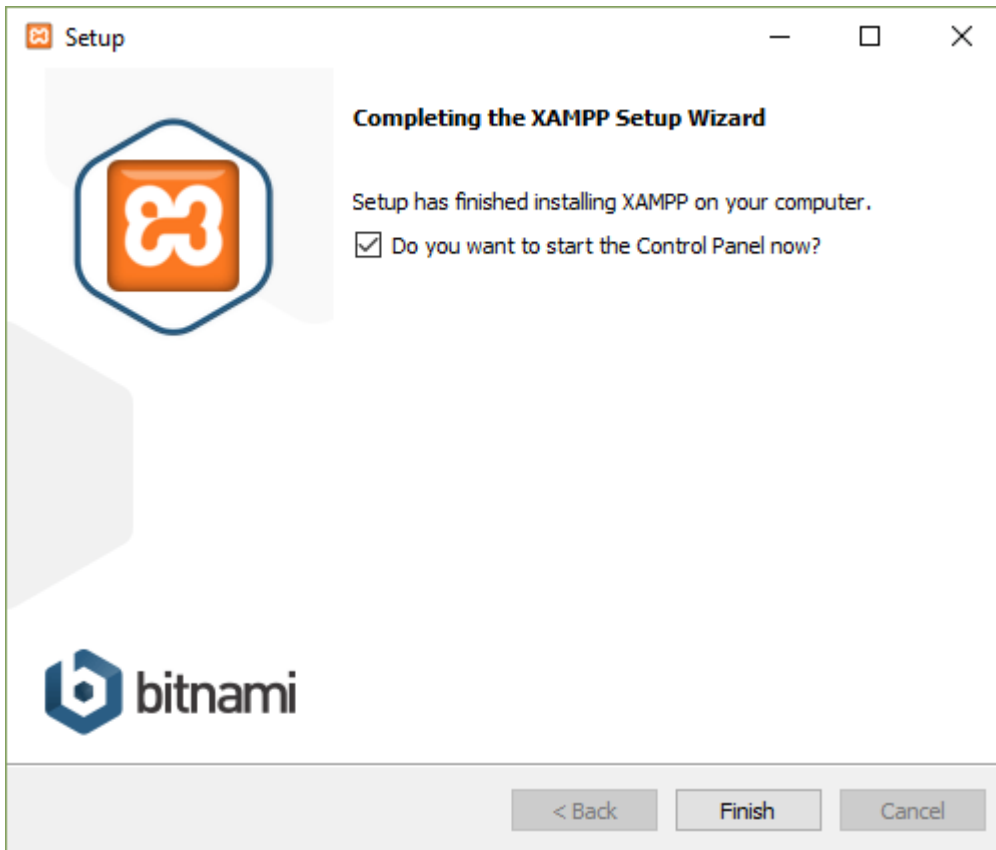 Setup
Completing the XAMPP Setup Wizard
Setup has finished installing XAMPP on your computer.
Do you want to start the Control Panel now?
bitnami
< Back
Finish
Cancel